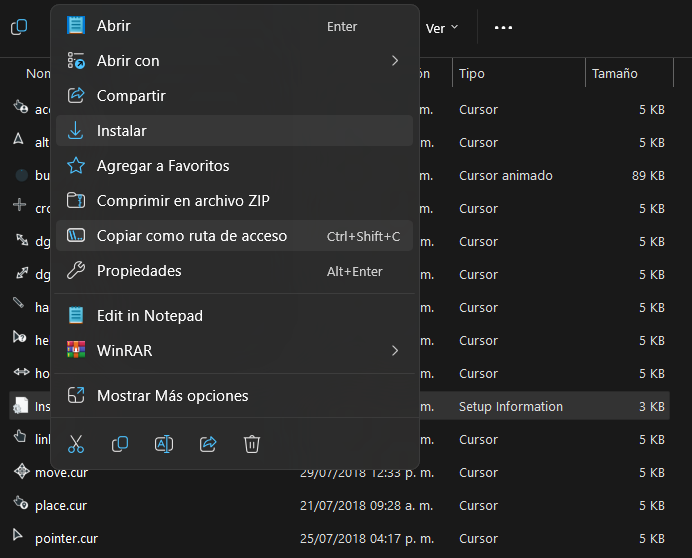 Abrir Enter
Ver
Abrir con
Nom ón Tipo Tamaño
Compartir
ace m. Cursor 5 KB
Instalar
alt m. Cursor 5 KB
Agregar a Favoritos
bu m. Cursor animado 89 KB
Comprimir en archivo ZIP
cro m. Cursor 5 KB
Copiar como ruta de acceso Ctrl+Shift+C
dg m. Cursor 5 KB
Propiedades Alt+Enter
dg m. Cursor 5 KB
ha m. Cursor 5 KB
Edit in Notepad
he m. Cursor 5 KB
WinRAR
ho m. Cursor 5 KB
Mostrar Más opciones
Ins m. Setup Information 3 KB
lin m. Cursor 5 KB
move.cur 29/07/2018 12:33 p. m. Cursor 5 KB
place.cur 21/07/2018 09:28 a. m. Cursor 5 KB
pointer.cur 25/07/2018 04:17 p. m. Cursor 5 KB